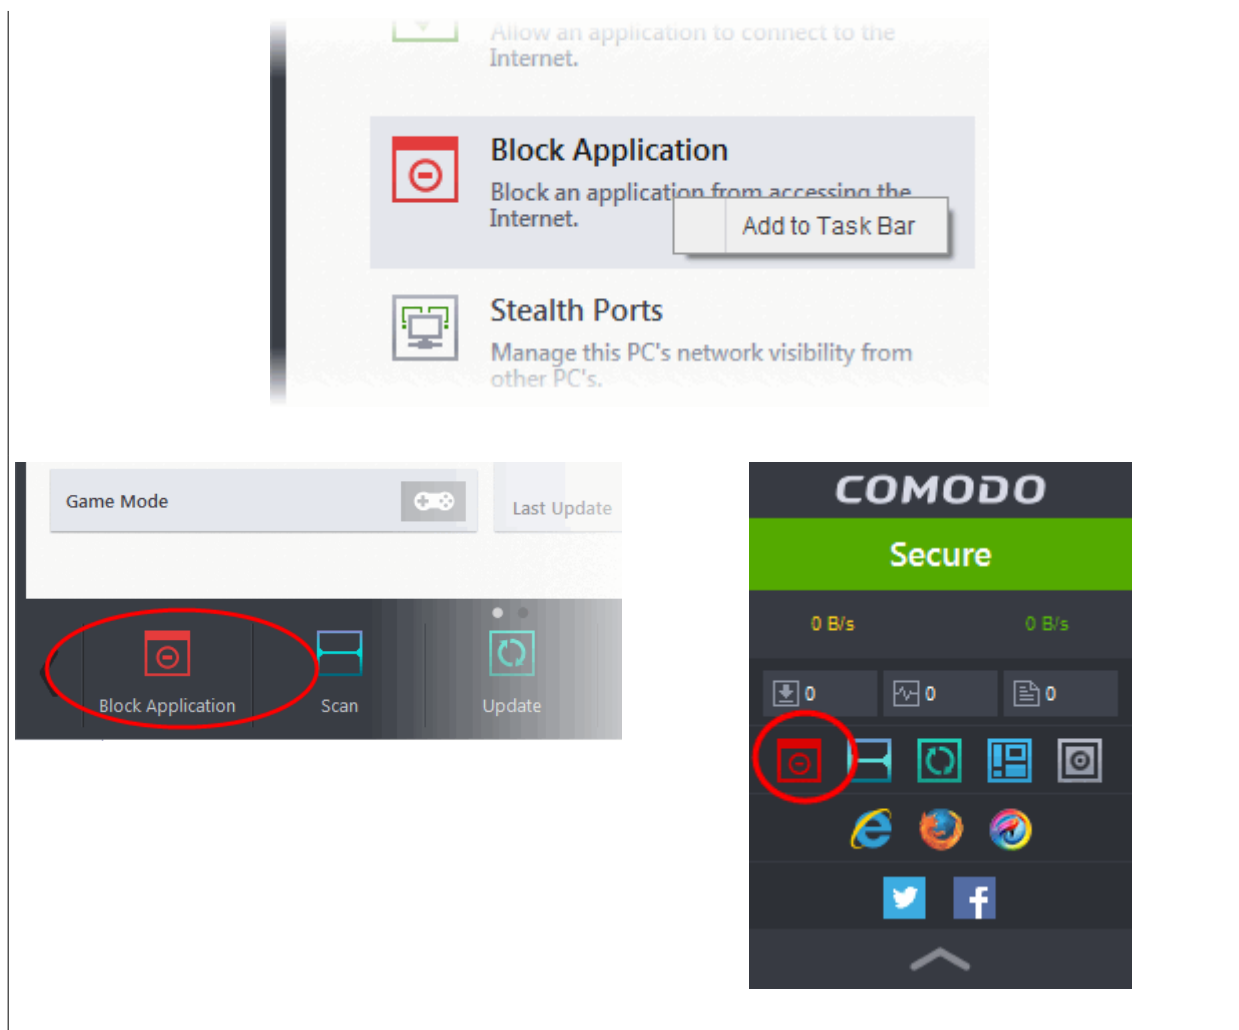 Allow an application to connect to the
Internet.
Block Application
Block an application from accessing the
Internet.
Add to Task Bar
Stealth Ports
Manage this PC's network visibility from
other PC's.
Game Mode
Last Update
Block Application
Scan
Update
COMODO
Secure
0 B/s
0 B/s
0
0
0